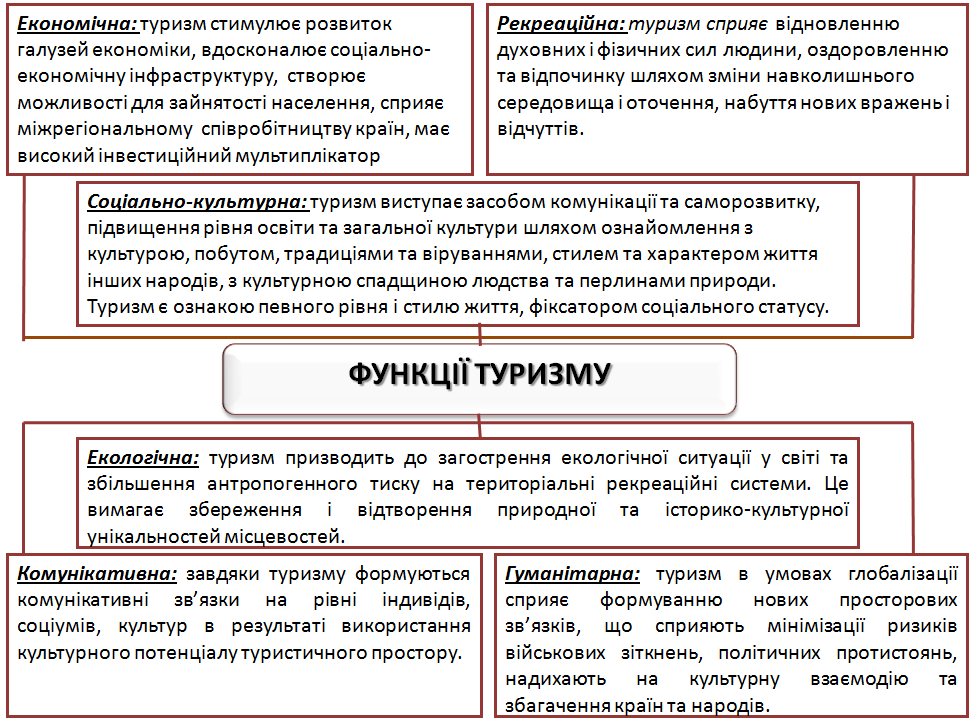 Економічна: туризм стимулює розвиток
галузей економіки, вдосконалює соціально-
економічну інфраструктуру, створює
можливості для зайнятості населення, сприяє
міжрегіональному співробітництву країн, має
високий інвестиційний мультиплікатор
Рекреаційна: туризм сприяє відновленню
духовних і фізичних сил людини, оздоровленню
та відпочинку шляхом зміни навколишнього
середовища і оточення, набуття нових вражень і
відчуттів.
Соціально-культурна: туризм виступає засобом комунікації та саморозвитку,
підвищення рівня освіти та загальної культури шляхом ознайомлення з
культурою, побутом, традиціями та віруваннями, стилем та характером життя
інших народів, з культурною спадщиною людства та перлинами природи.
Туризм є ознакою певного рівня і стилю життя, фіксатором соціального статусу.
ФУНКЦІЇ ТУРИЗМУ
Екологічна: туризм призводить до загострення екологічної ситуації у світі та
збільшення антропогенного тиску на територіальні рекреаційні системи. Це
вимагає збереження і відтворення природної та історико-культурної
унікальностей місцевостей.
Комунікативна: завдяки туризму формуються
комунікативні зв’язки на рівні індивідів,
соціумів, культур в результаті використання
культурного потенціалу туристичного простору.
Гуманітарна: туризм в умовах глобалізації
сприяє формуванню нових просторових
зв’язків, що сприяють мінімізації ризиків
військових зіткнень, політичних протистоянь,
надихають на культурну взаємодію та
збагачення країн та народів.